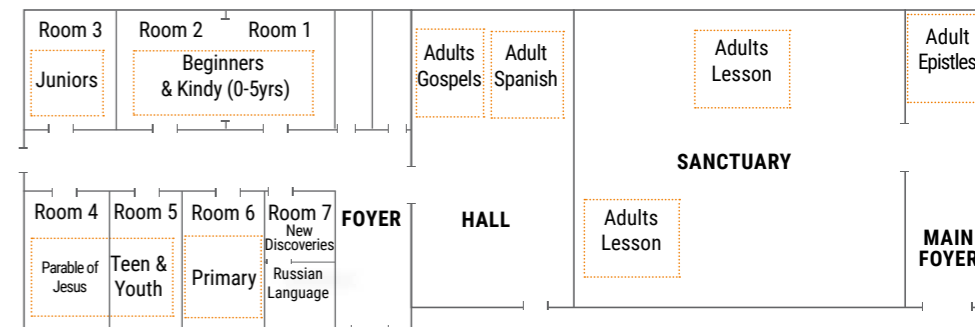 Room 3
Juniors
Room 2
Room 1
Beginners
& Kindy (0-5yrs)
Adults
Gospels
Adult
Spanish
Adults
Lesson
Adult
Epistles
SANCTUARY
Room 4
Parable of
Jesus
Room 5
Teen &
Youth
Room 6
Primary
Room 7
New
Discoveries
Russian
Language
FOYER
HALL
Adults
Lesson
MAIN
FOYER